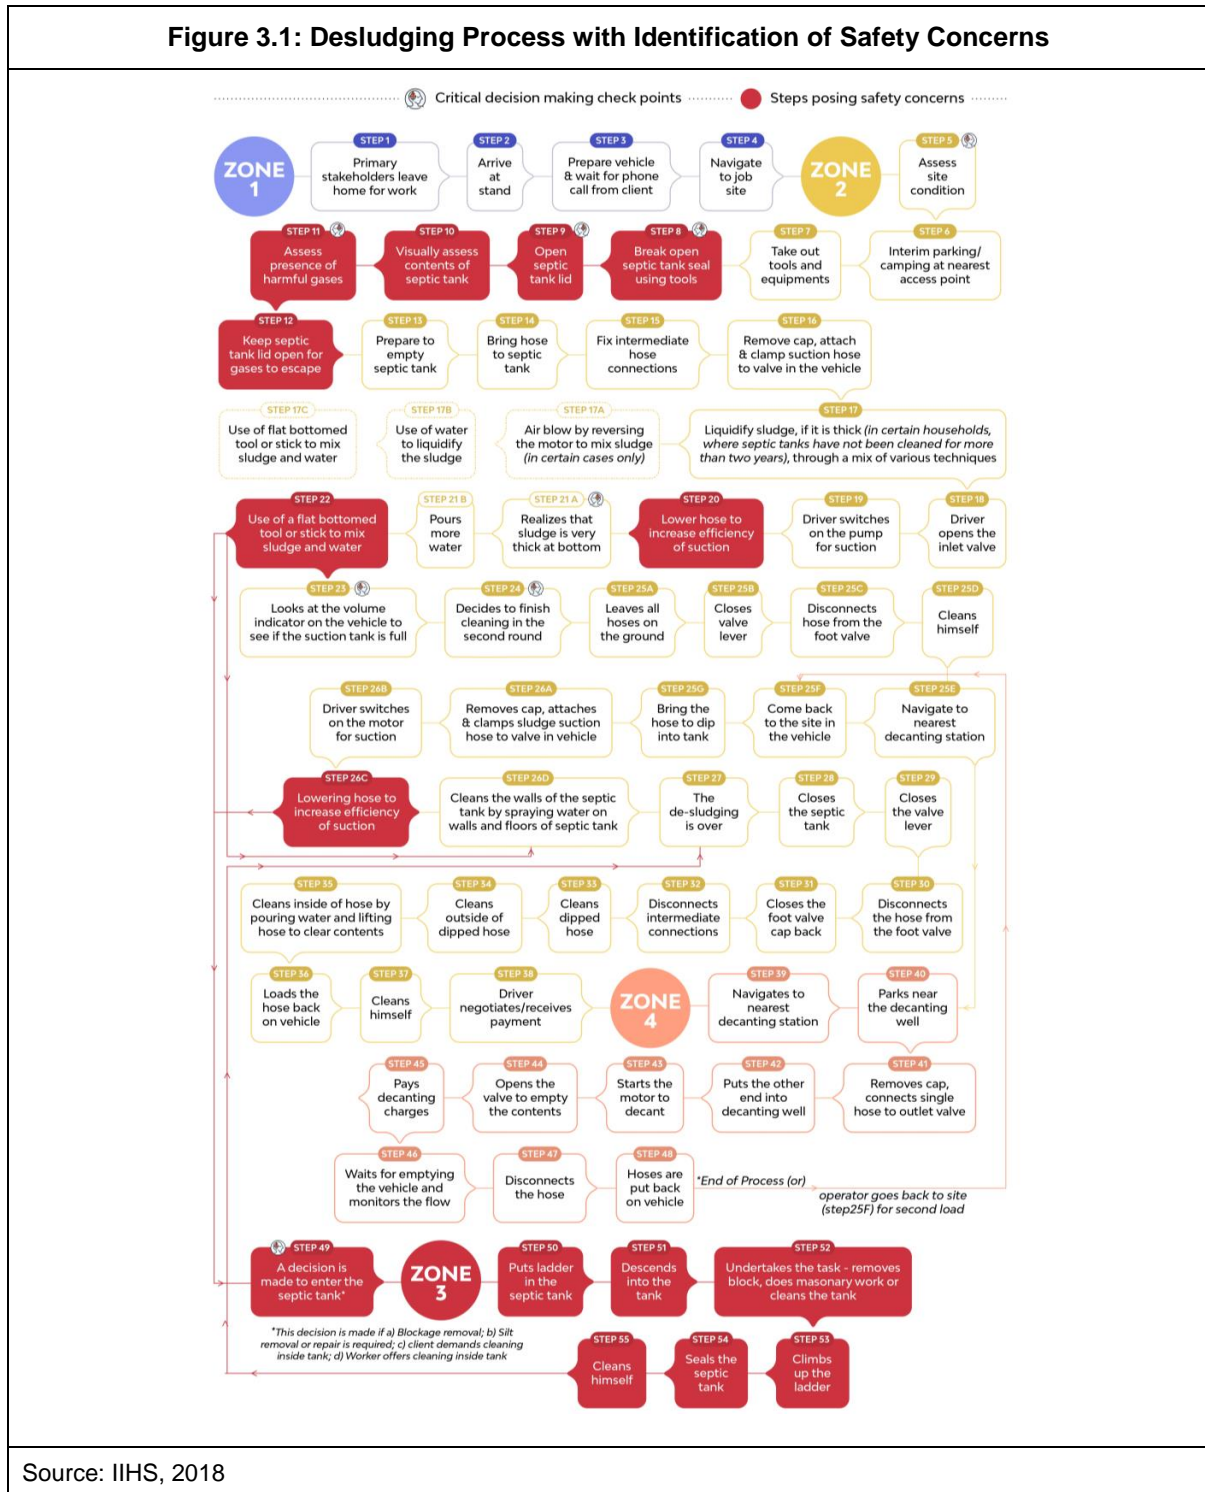 Figure 3.1: Desludging Process with Identification of Safety Concerns
Critical decision making check points
Steps posing safety concerns
ZONE
1
STEP 1
Primary
stakeholders leave
home for work
STEP 2
Arrive
at
stand
STEP 3
Prepare vehicle
& wait for phone
call from client
STEP 4
Navigate
to job
site
ZONE
2
STEP 5
Assess
site
condition
STEP 6
Interim parking/
camping at nearest
access point
STEP 7
Take out
tools and
equipments
STEP 8
Break open
septic tank seal
using tools
STEP 9
Open
septic
tank lid
STEP 10
Visually assess
contents of
septic tank
STEP 11
Assess
presence of
harmful gases
STEP 12
Keep septic
tank lid open for
gases to escape
STEP 13
Prepare to
empty
septic tank
STEP 14
Bring hose
to septic
tank
STEP 15
Fix intermediate
hose
connections
STEP 16
Remove cap, attach
& clamp suction hose
to valve in the vehicle
STEP 17
Liquidify sludge, if it is thick (in certain households,
where septic tanks have not been cleaned for more
than two years), through a mix of various techniques
STEP 17A
Air blow by reversing
the motor to mix sludge
(in certain cases only)
STEP 17B
Use of water
to liquidify
the sludge
STEP 17C
Use of flat bottomed
tool or stick to mix
sludge and water
STEP 18
Driver
opens the
inlet valve
STEP 19
Driver switches
on the pump
for suction
STEP 20
Lower hose to
increase efficiency
of suction
STEP 21 A
Realizes that
sludge is very
thick at bottom
STEP 21 B
Pours
more
water
STEP 22
Use of a flat bottomed
tool or stick to mix
sludge and water
STEP 23
Looks at the volume
indicator on the vehicle to
see if the suction tank is full
STEP 24
Decides to finish
cleaning in the
second round
STEP 25A
Leaves all
hoses on
the ground
STEP 25B
Closes
valve
lever
STEP 25C
Disconnects
hose from the
foot valve
STEP 25D
Cleans
himself
STEP 25E
Navigate to
nearest
decanting station
STEP 25F
Come back
to the site in
the vehicle
STEP 25G
Bring the
hose to dip
into tank
STEP 26A
Removes cap, attaches
& clamps sludge suction
hose to valve in vehicle
STEP 26B
Driver switches
on the motor
for suction
STEP 26C
Lowering hose to
increase efficiency
of suction
STEP 26D
Cleans the walls of the septic
tank by spraying water on
walls and floors of septic tank
STEP 27
The
de-sludging
is over
STEP 28
Closes
the septic
tank
STEP 29
Closes
the valve
lever
STEP 30
Disconnects
the hose from
the foot valve
STEP 31
Closes the
foot valve
cap back
STEP 32
Disconnects
intermediate
connections
STEP 33
Cleans
dipped
hose
STEP 34
Cleans
outside of
dipped hose
STEP 35
Cleans inside of hose by
pouring water and lifting
hose to clear contents
STEP 36
Loads the
hose back
on vehicle
STEP 37
Cleans
himself
STEP 38
Driver
negotiates/receives
payment
ZONE
4
STEP 39
Navigates to
nearest
decanting station
STEP 40
Parks near
the decanting
well
STEP 41
Removes cap,
connects single
hose to outlet valve
STEP 42
Puts the other
end into
decanting well
STEP 43
Starts the
motor to
decant
STEP 44
Opens the
valve to empty
the contents
STEP 45
Pays
decanting
charges
STEP 46
Waits for emptying
the vehicle and
monitors the flow
STEP 47
Disconnects
the hose
STEP 48
Hoses are
put back
on vehicle
*End of Process (or)
operator goes back to site
(step25F) for second load
STEP 49
A decision is
made to enter the
septic tank*
ZONE
3
STEP 50
Puts ladder
in the
septic tank
STEP 51
Descends
into the
tank
STEP 52
Undertakes the task - removes
block, does masonary work or
cleans the tank
*This decision is made if a) Blockage removal; b) Silt
removal or repair is required; c) client demands cleaning
inside tank; d) Worker offers cleaning inside tank
STEP 53
Climbs
up the
ladder
STEP 54
Seals the
septic
tank
STEP 55
Cleans
himself
Source: IIHS, 2018